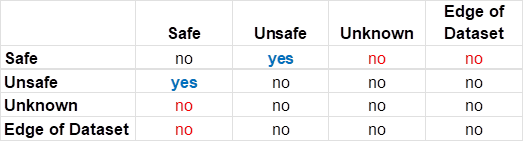 Safe Unsafe Unknown Edge of
Dataset
Safe no yes no no
Unsafe yes no no no
Unknown no no no no
Edge of Dataset no no no no